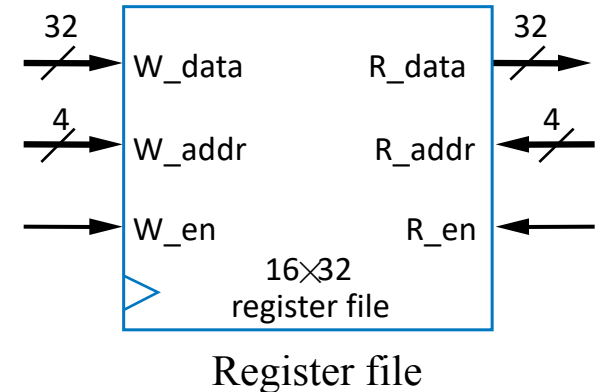 32 32
W_data R_data
4 4
W_addr R_addr
W_en R_en
16×32
register file
Register file